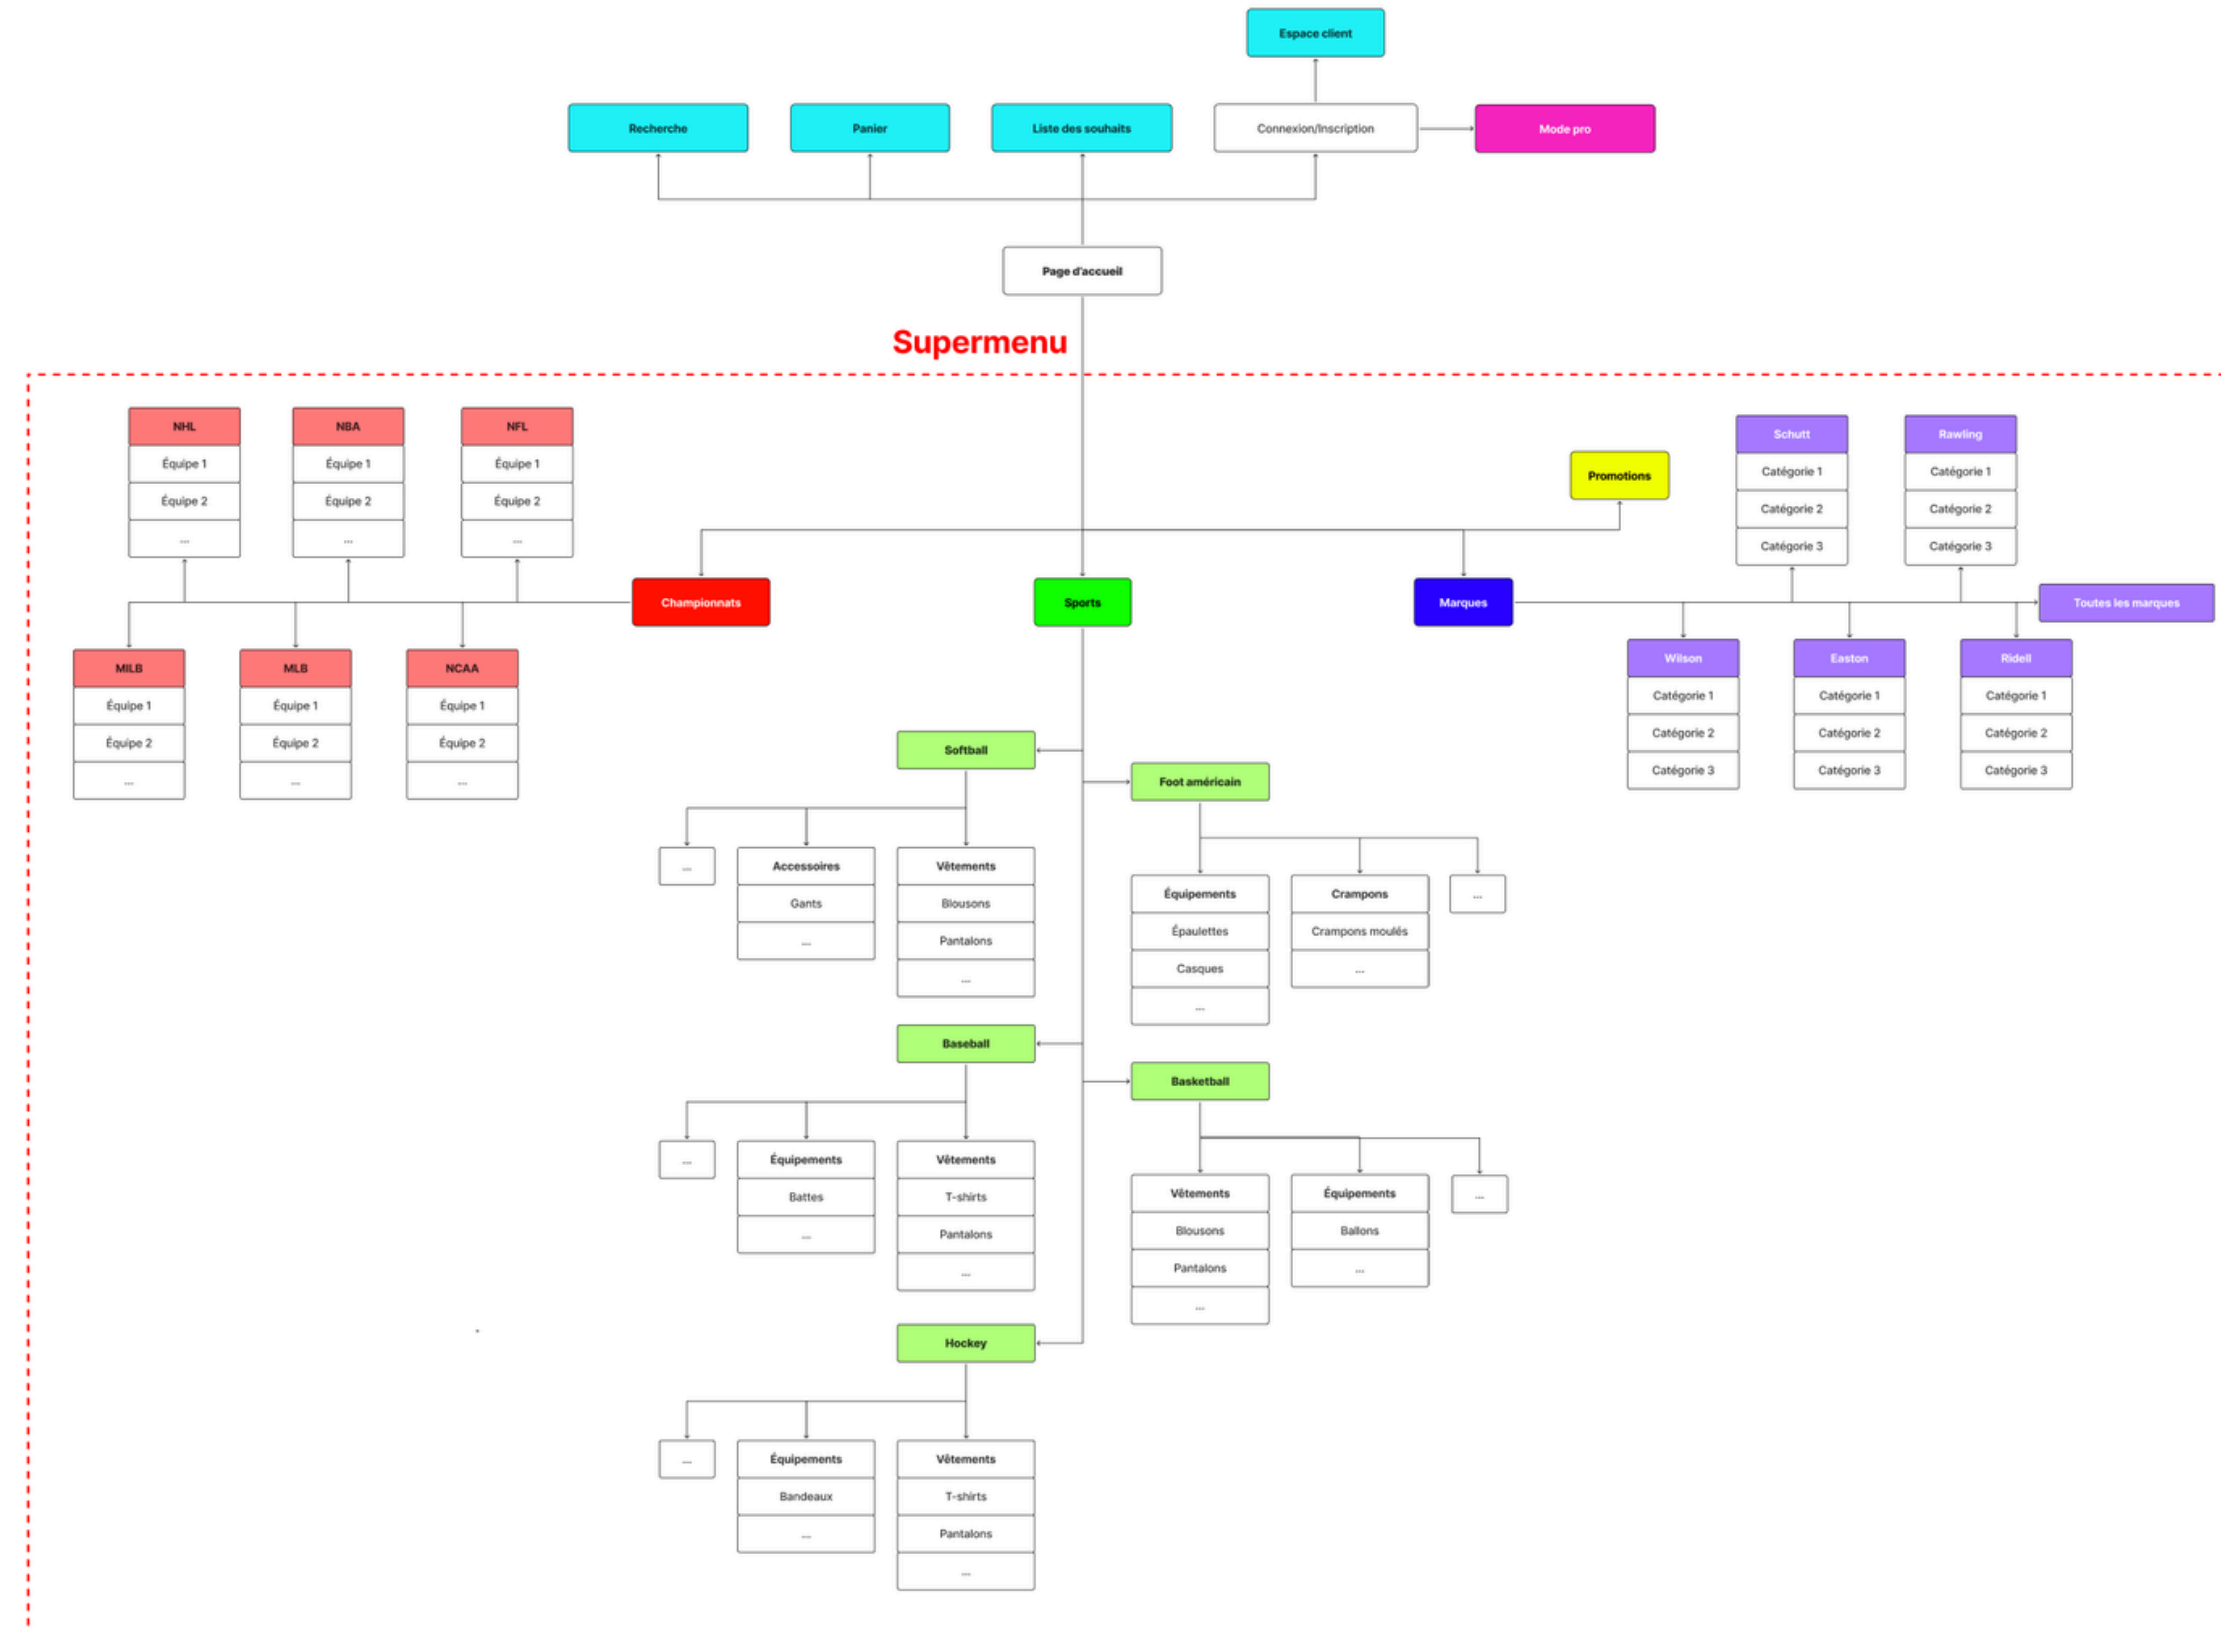 Espace client
Recherche
Panier
Liste des souhaits
Connexion/Inscription
Mode pro
Page d'accueil
Supermenu
NHL
Équipe 1
Équipe 2
...
NBA
Équipe 1
Équipe 2
...
NFL
Équipe 1
Équipe 2
...
Promotions
Schutt
Catégorie 1
Catégorie 2
Catégorie 3
Rawling
Catégorie 1
Catégorie 2
Catégorie 3
Championnats
Sports
Marques
Toutes les marques
MILB
Équipe 1
Équipe 2
...
MLB
Équipe 1
Équipe 2
...
NCAA
Équipe 1
Équipe 2
...
Wilson
Catégorie 1
Catégorie 2
Catégorie 3
Easton
Catégorie 1
Catégorie 2
Catégorie 3
Ridell
Catégorie 1
Catégorie 2
Catégorie 3
Softball
...
Accessoires
Gants
...
Vêtements
Blousons
Pantalons
...
Foot américain
Équipements
Épaulettes
Casques
...
Crampons
Crampons moulés
...
...
Baseball
...
Équipements
Battes
...
Vêtements
T-shirts
Pantalons
...
Basketball
Vêtements
Blousons
Pantalons
...
Équipements
Ballons
...
...
Hockey
...
Équipements
Bandeaux
...
Vêtements
T-shirts
Pantalons
...